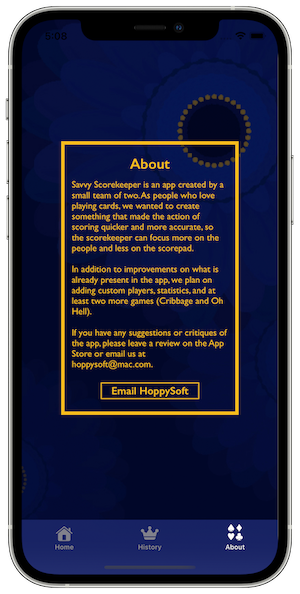 5:08
About
Savvy Scorekeeper is an app created by a
small team of two. As people who love
playing cards, we wanted to create
something that made the action of
scoring quicker and more accurate, so
the scorekeeper can focus more on the
people and less on the scorepad.
In addition to improvements on what is
already present in the app, we plan on
adding custom players, statistics, and at
least two more games (Cribbage and Oh
Hell).
If you have any suggestions or critiques of
the app, please leave a review on the App
Store or email us at
hoppysoft@mac.com.
Email HoppySoft
Home
History
About